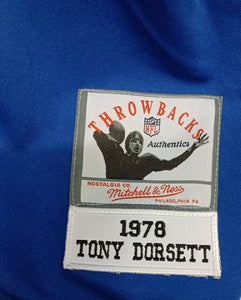 THROWBACKS
NFL
Authentics
NOSTALGIA CO.
Mitchell & Ness
PHILADELPHIA, PA
1978
TONY DORSETT